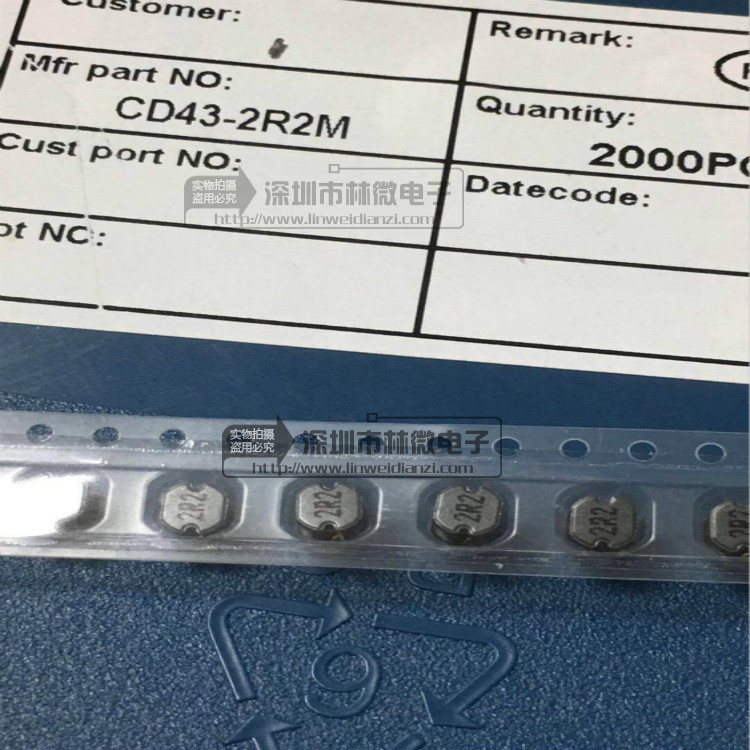 Customer:
Remark:
Mfr part NO:
CD43-2R2M
Quantity:
2000PC
Cust port NO:
Datecode:
ot NC:
实物拍摄
盗用必究
深圳市林微电子
http://www.linweidianzi.com
实物拍摄
盗用必究
深圳市林微电子
http://www.linweidianzi.com
2R2
2R2
2R2
2R2
2R2
6